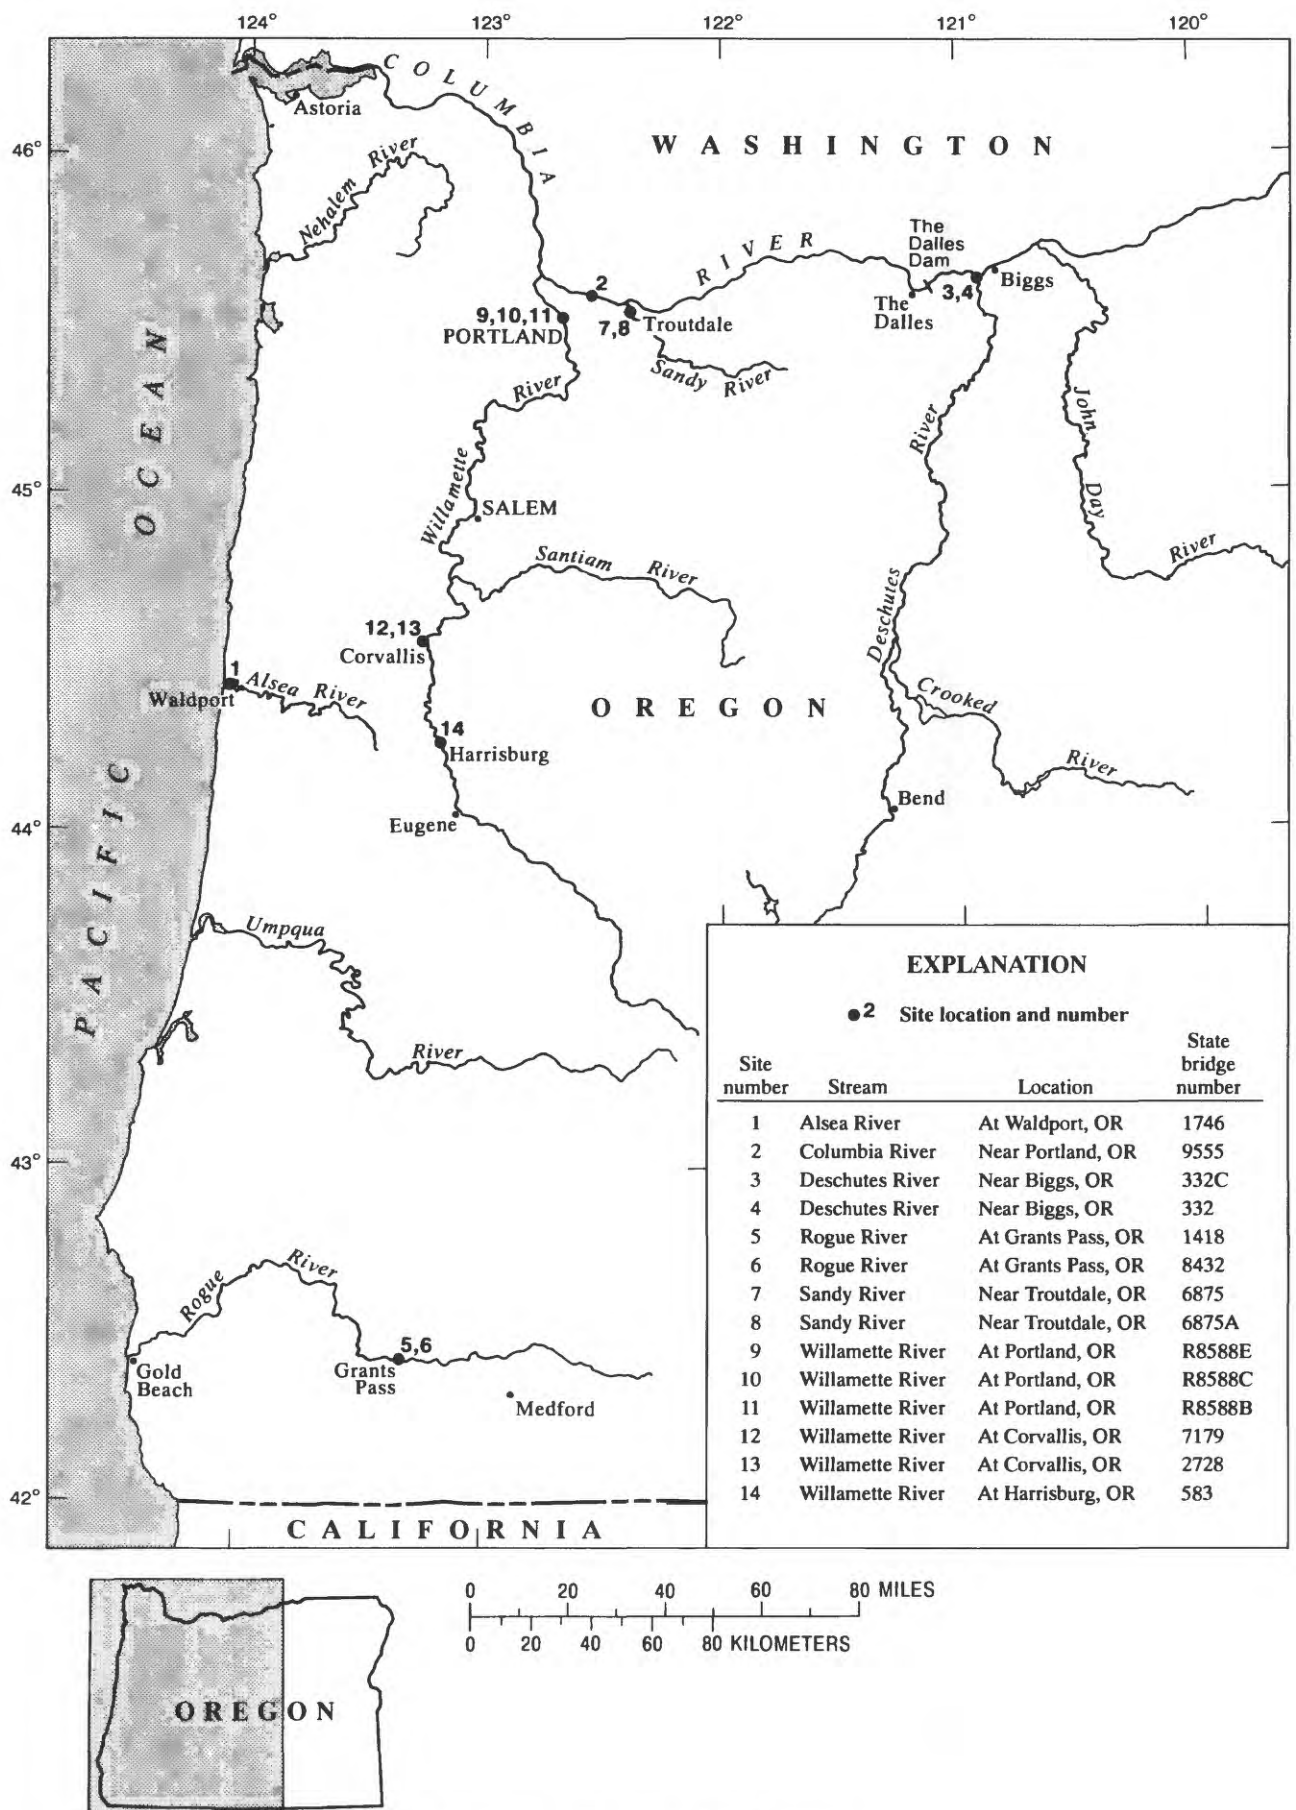 124° 123° 122° 121° 120°
46°
45°
44°
43°
42°
COLUMBIA
RIVER
WASHINGTON
Astoria
Nehalem River
The
Dalles
Dam
Biggs
3,4
The
Dalles
2
9,10,11
PORTLAND
7,8
Troutdale
Sandy River
River
Willamette
SALEM
Santiam River
River
Deschutes
John
Day
River
12,13
Corvallis
1
Waldport
Alsea River
OREGON
Crooked
River
14
Harrisburg
Eugene
Bend
PACIFIC
OCEAN
Umpqua
River
Rogue
River
Gold
Beach
5,6
Grants
Pass
Medford
CALIFORNIA
EXPLANATION
2 Site location and number
Site
number
Stream
Location
State
bridge
number
1 Alsea River At Waldport, OR 1746
2 Columbia River Near Portland, OR 9555
3 Deschutes River Near Biggs, OR 332C
4 Deschutes River Near Biggs, OR 332
5 Rogue River At Grants Pass, OR 1418
6 Rogue River At Grants Pass, OR 8432
7 Sandy River Near Troutdale, OR 6875
8 Sandy River Near Troutdale, OR 6875A
9 Willamette River At Portland, OR R8588E
10 Willamette River At Portland, OR R8588C
11 Willamette River At Portland, OR R8588B
12 Willamette River At Corvallis, OR 7179
13 Willamette River At Corvallis, OR 2728
14 Willamette River At Harrisburg, OR 583
0 20 40 60 80 MILES
0 20 40 60 80 KILOMETERS
OREGON